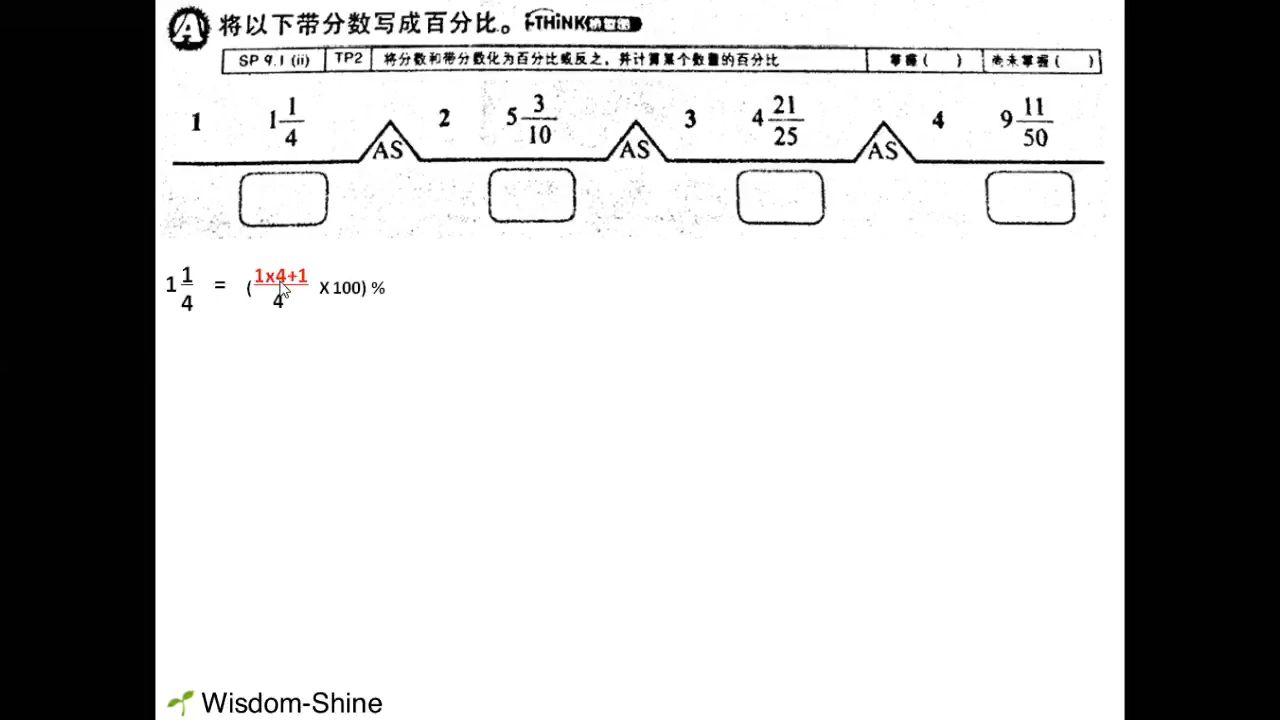 A 将以下带分数写成百分比。 i-THiNK 桥型图
SP 9.1 (ii) TP2 将分数和带分数化为百分比或反之，并计算某个数量的百分比 掌握 ( ) 尚未掌握 ( )
1 1 1/4 AS 2 5 3/10 AS 3 4 21/25 AS 4 9 11/50
1 1/4 = (1x4+1/4 X 100) %
Wisdom-Shine